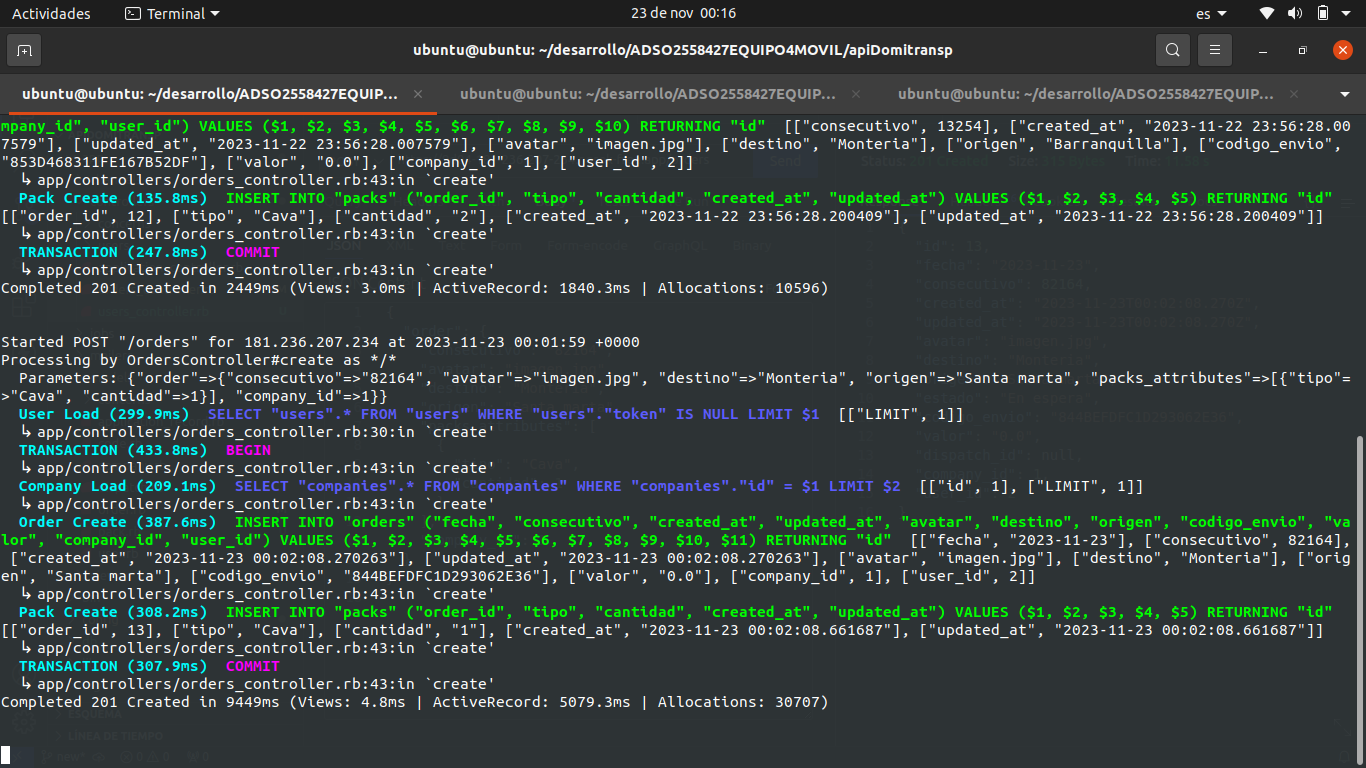 Actividades
Terminal
23 de nov 00:16
es
ubuntu@ubuntu: ~/desarrollo/ADSO2558427EQUIPO4MOVIL/apiDomitransp
ubuntu@ubuntu: ~/desarrollo/ADSO2558427EQUIP... ×
ubuntu@ubuntu: ~/desarrollo/ADSO2558427EQUIP... ×
ubuntu@ubuntu: ~/desarrollo/ADSO2558427EQUIP... ×
mpany_id", "user_id") VALUES ($1, $2, $3, $4, $5, $6, $7, $8, $9, $10) RETURNING "id"  [["consecutivo", 13254], ["created_at", "2023-11-22 23:56:28.00
7579"], ["updated_at", "2023-11-22 23:56:28.007579"], ["avatar", "imagen.jpg"], ["destino", "Monteria"], ["origen", "Barranquilla"], ["codigo_envio",
"853D468311FE167B52DF"], ["valor", "0.0"], ["company_id", 1], ["user_id", 2]]
  ↳ app/controllers/orders_controller.rb:43:in `create'
  Pack Create (135.8ms)  INSERT INTO "packs" ("order_id", "tipo", "cantidad", "created_at", "updated_at") VALUES ($1, $2, $3, $4, $5) RETURNING "id"
[["order_id", 12], ["tipo", "Cava"], ["cantidad", "2"], ["created_at", "2023-11-22 23:56:28.200409"], ["updated_at", "2023-11-22 23:56:28.200409"]]
  ↳ app/controllers/orders_controller.rb:43:in `create'
  TRANSACTION (247.8ms)  COMMIT
  ↳ app/controllers/orders_controller.rb:43:in `create'
Completed 201 Created in 2449ms (Views: 3.0ms | ActiveRecord: 1840.3ms | Allocations: 10596)
Started POST "/orders" for 181.236.207.234 at 2023-11-23 00:01:59 +0000
Processing by OrdersController#create as */*
  Parameters: {"order"=>{"consecutivo"=>"82164", "avatar"=>"imagen.jpg", "destino"=>"Monteria", "origen"=>"Santa marta", "packs_attributes"=>[{"tipo"=
>"Cava", "cantidad"=>1}], "company_id"=>1}}
  User Load (299.9ms)  SELECT "users".* FROM "users" WHERE "users"."token" IS NULL LIMIT $1  [["LIMIT", 1]]
  ↳ app/controllers/orders_controller.rb:30:in `create'
  TRANSACTION (433.8ms)  BEGIN
  ↳ app/controllers/orders_controller.rb:43:in `create'
  Company Load (209.1ms)  SELECT "companies".* FROM "companies" WHERE "companies"."id" = $1 LIMIT $2  [["id", 1], ["LIMIT", 1]]
  ↳ app/controllers/orders_controller.rb:43:in `create'
  Order Create (387.6ms)  INSERT INTO "orders" ("fecha", "consecutivo", "created_at", "updated_at", "avatar", "destino", "origen", "codigo_envio", "va
lor", "company_id", "user_id") VALUES ($1, $2, $3, $4, $5, $6, $7, $8, $9, $10, $11) RETURNING "id"  [["fecha", "2023-11-23"], ["consecutivo", 82164],
 ["created_at", "2023-11-23 00:02:08.270263"], ["updated_at", "2023-11-23 00:02:08.270263"], ["avatar", "imagen.jpg"], ["destino", "Monteria"], ["orig
en", "Santa marta"], ["codigo_envio", "844BEFDFC1D293062E36"], ["valor", "0.0"], ["company_id", 1], ["user_id", 2]]
  ↳ app/controllers/orders_controller.rb:43:in `create'
  Pack Create (308.2ms)  INSERT INTO "packs" ("order_id", "tipo", "cantidad", "created_at", "updated_at") VALUES ($1, $2, $3, $4, $5) RETURNING "id"
[["order_id", 13], ["tipo", "Cava"], ["cantidad", "1"], ["created_at", "2023-11-23 00:02:08.661687"], ["updated_at", "2023-11-23 00:02:08.661687"]]
  ↳ app/controllers/orders_controller.rb:43:in `create'
  TRANSACTION (307.9ms)  COMMIT
  ↳ app/controllers/orders_controller.rb:43:in `create'
Completed 201 Created in 9449ms (Views: 4.8ms | ActiveRecord: 5079.3ms | Allocations: 30707)